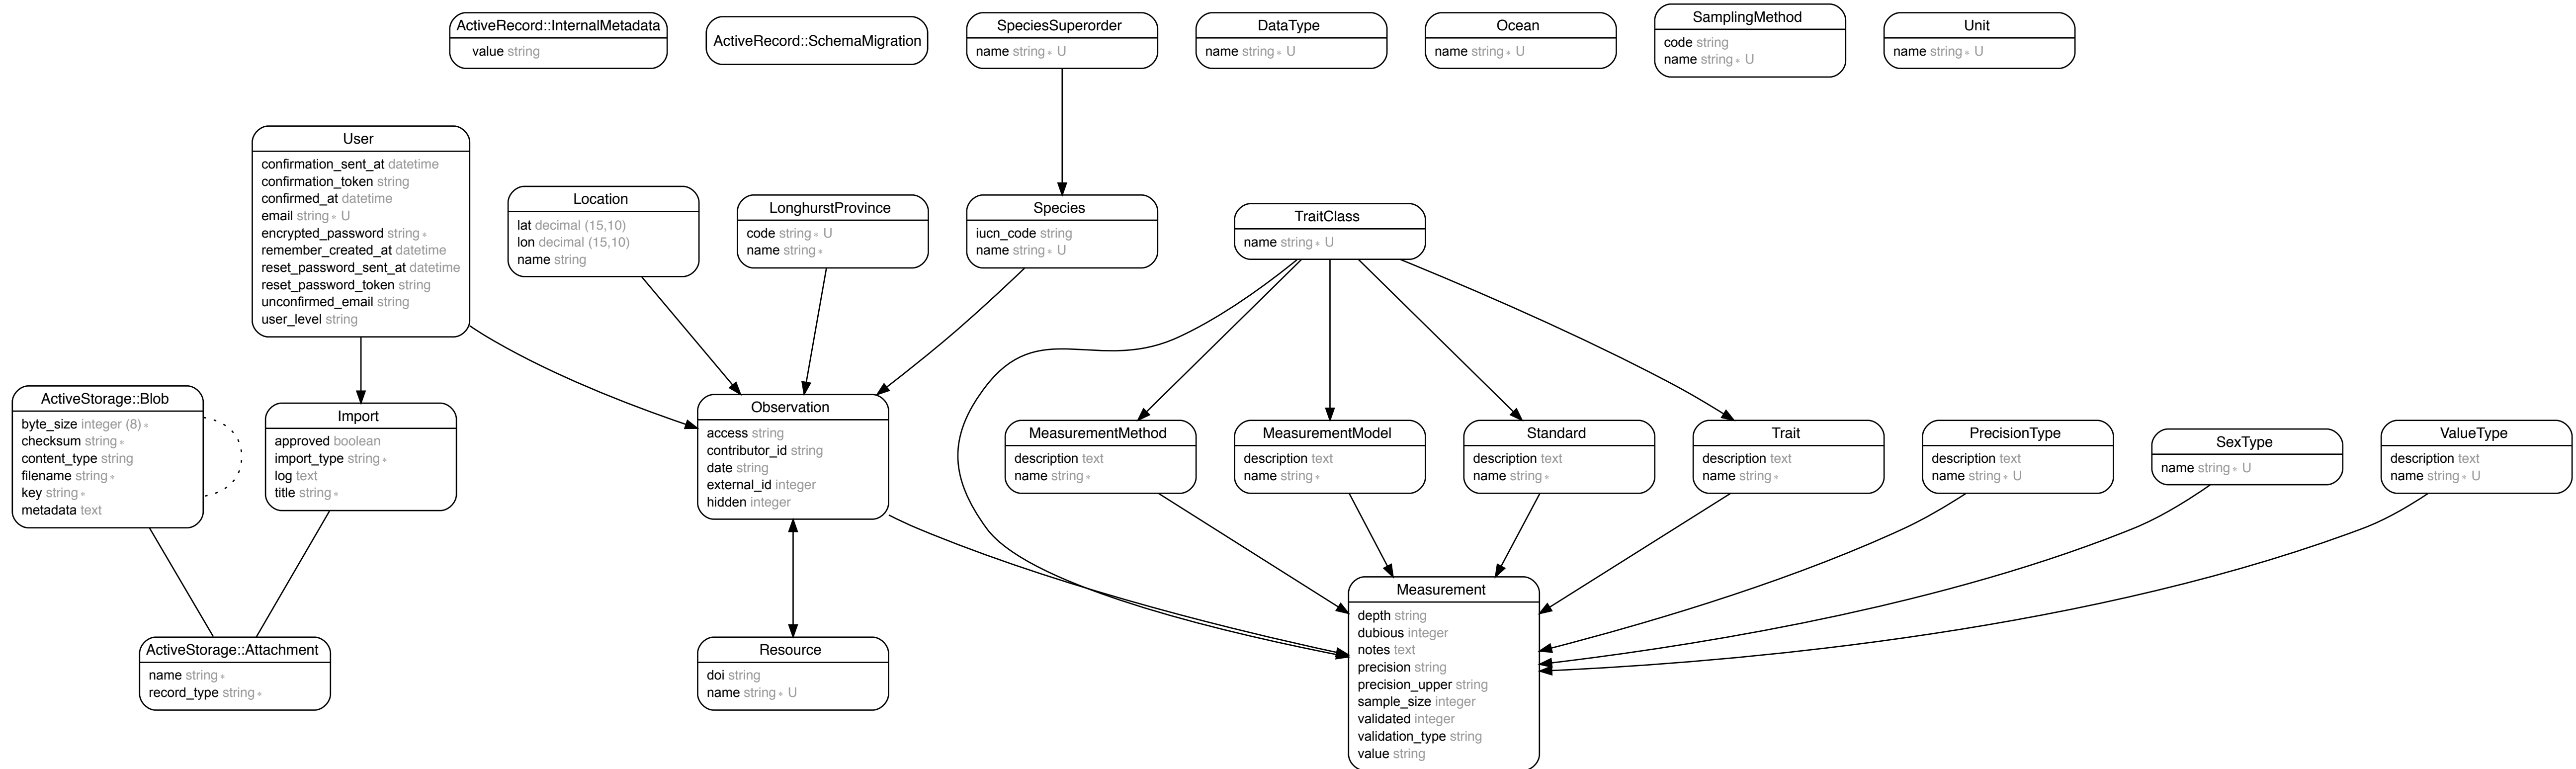 ActiveRecord::InternalMetadata
value string
ActiveRecord::SchemaMigration
SpeciesSuperorder
name string * U
DataType
name string * U
Ocean
name string * U
SamplingMethod
code string
name string * U
Unit
name string * U
User
confirmation_sent_at datetime
confirmation_token string
confirmed_at datetime
email string * U
encrypted_password string *
remember_created_at datetime
reset_password_sent_at datetime
reset_password_token string
unconfirmed_email string
user_level string
Location
lat decimal (15,10)
lon decimal (15,10)
name string
LonghurstProvince
code string * U
name string *
Species
iucn_code string
name string * U
TraitClass
name string * U
ActiveStorage::Blob
byte_size integer (8) *
checksum string *
content_type string
filename string *
key string *
metadata text
Import
approved boolean
import_type string *
log text
title string *
Observation
access string
contributor_id string
date string
external_id integer
hidden integer
MeasurementMethod
description text
name string *
MeasurementModel
description text
name string *
Standard
description text
name string *
Trait
description text
name string *
PrecisionType
description text
name string * U
SexType
name string * U
ValueType
description text
name string * U
ActiveStorage::Attachment
name string *
record_type string *
Resource
doi string
name string * U
Measurement
depth string
dubious integer
notes text
precision string
precision_upper string
sample_size integer
validated integer
validation_type string
value string